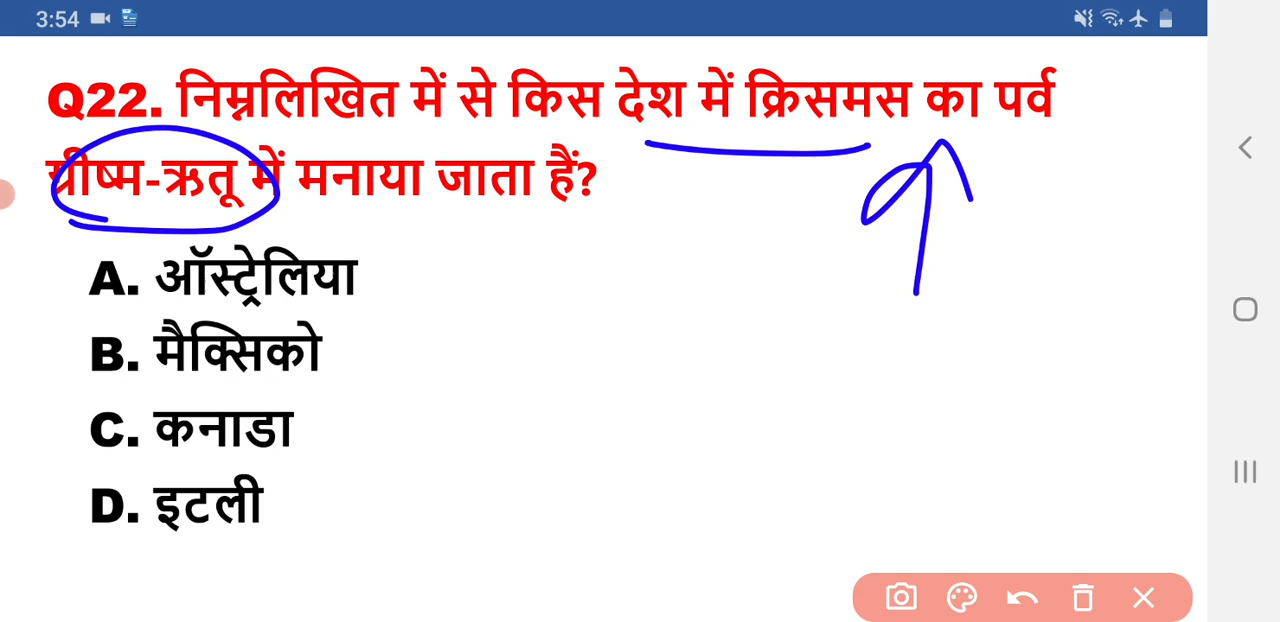 3:54
Q22. निम्नलिखित में से किस देश में क्रिसमस का पर्व
ग्रीष्म-ऋतू में मनाया जाता हैं?
A. ऑस्ट्रेलिया
B. मैक्सिको
C. कनाडा
D. इटली